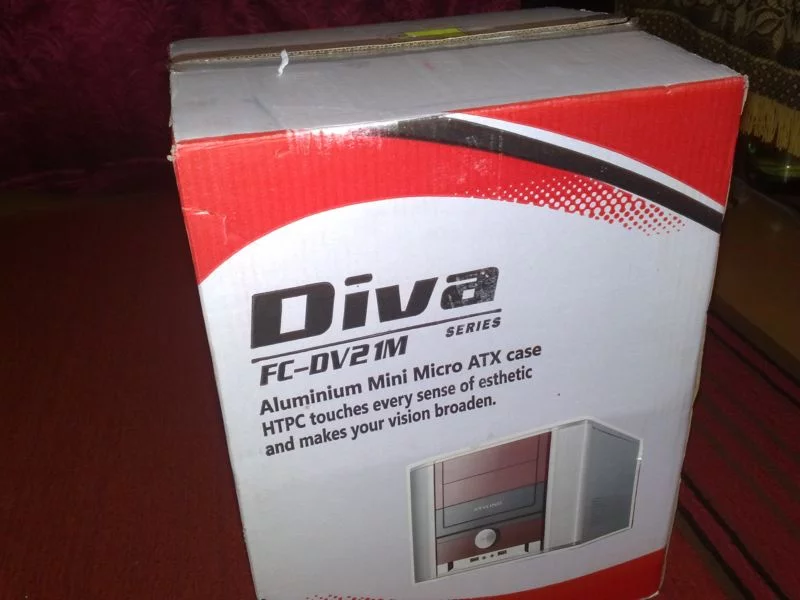 Diva
SERIES
FC-DV21M
Aluminium Mini Micro ATX case
HTPC touches every sense of esthetic
and makes your vision broaden.